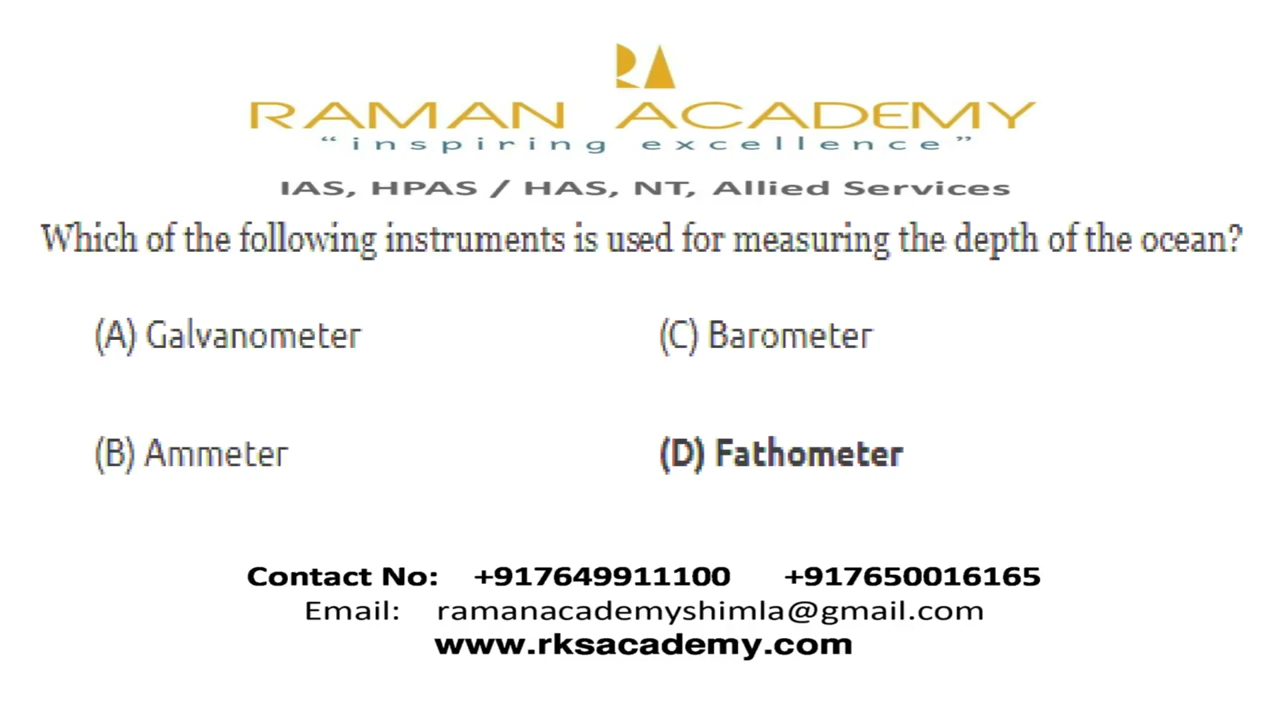 RA
RAMAN ACADEMY
“inspiring excellence”
IAS, HPAS / HAS, NT, Allied Services
Which of the following instruments is used for measuring the depth of the ocean?
(A) Galvanometer
(C) Barometer
(B) Ammeter
(D) Fathometer
Contact No: +917649911100 +917650016165
Email: ramanacademyshimla@gmail.com
www.rksacademy.com